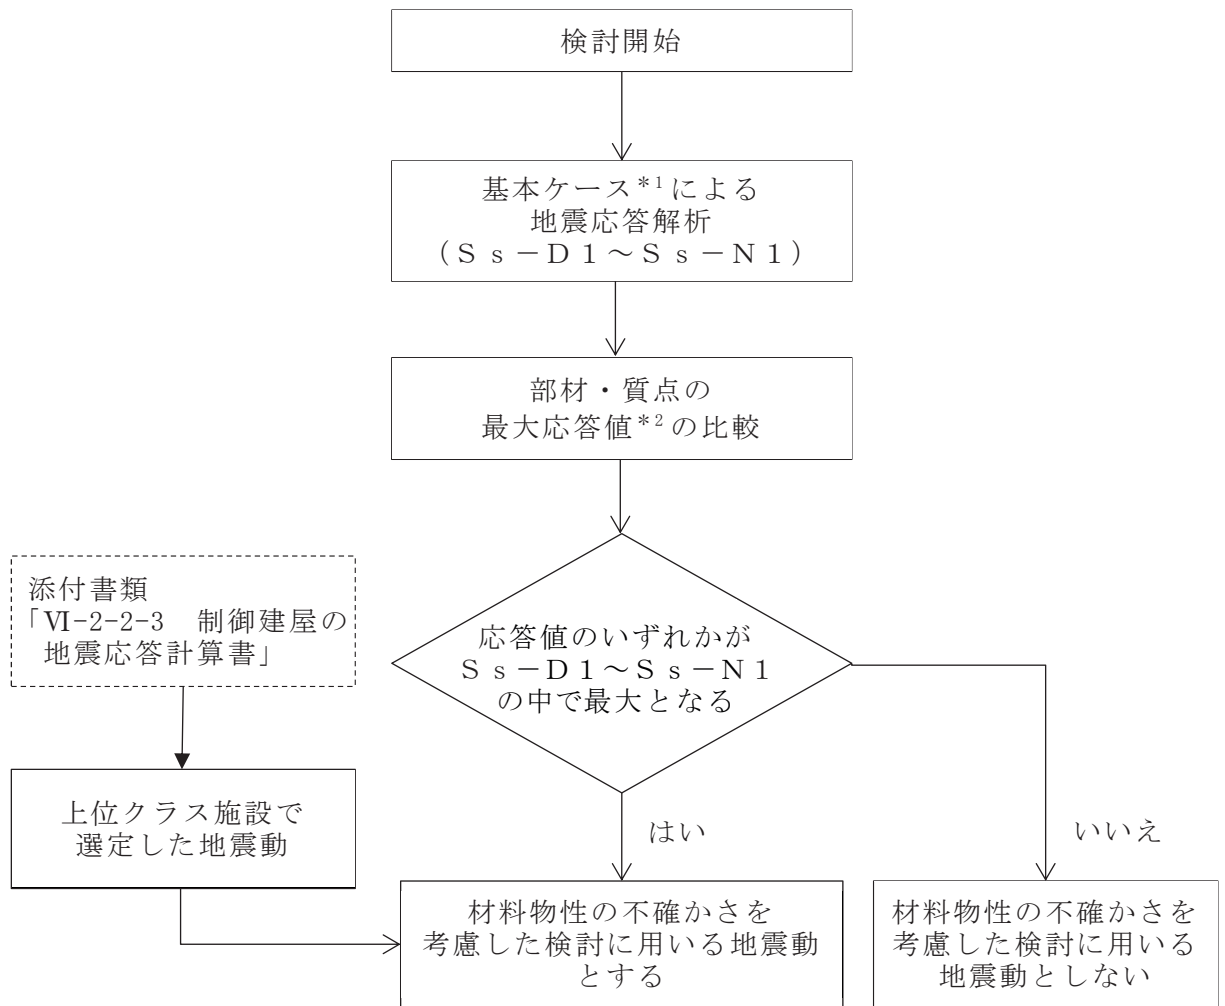 検討開始
基本ケース*1による
地震応答解析
(Ss-D1~Ss-N1)
部材・質点の
最大応答値*2の比較
応答値のいずれかが
Ss-D1~Ss-N1
の中で最大となる
添付書類
「Ⅵ-2-2-3 制御建屋の
地震応答計算書」
上位クラス施設で
選定した地震動
はい
いいえ
材料物性の不確かさを
考慮した検討に用いる地震動
とする
材料物性の不確かさを
考慮した検討に用いる
地震動としない